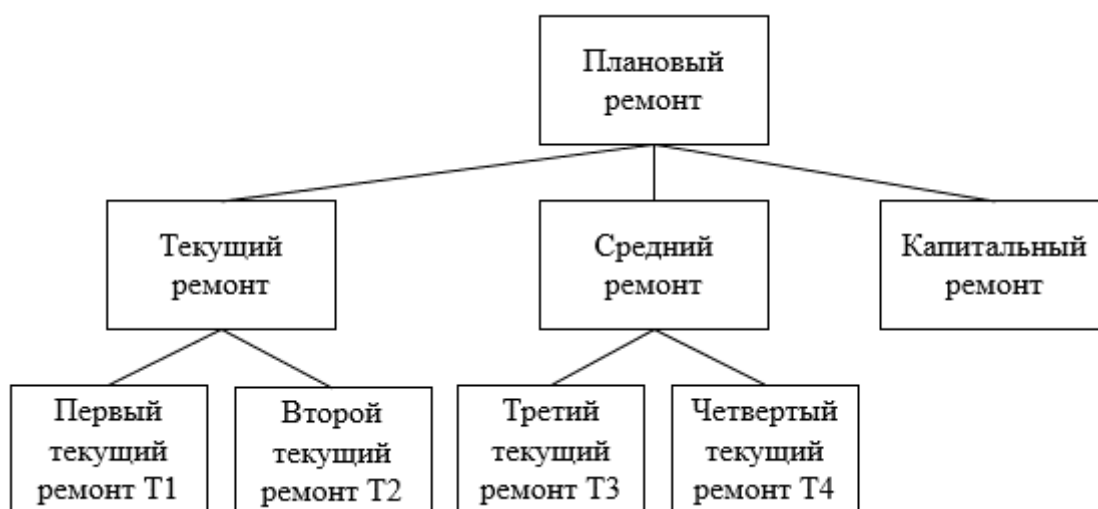 Плановый
ремонт
Текущий
ремонт
Средний
ремонт
Капитальный
ремонт
Первый
текущий
ремонт Т1
Второй
текущий
ремонт Т2
Третий
текущий
ремонт Т3
Четвертый
текущий
ремонт Т4